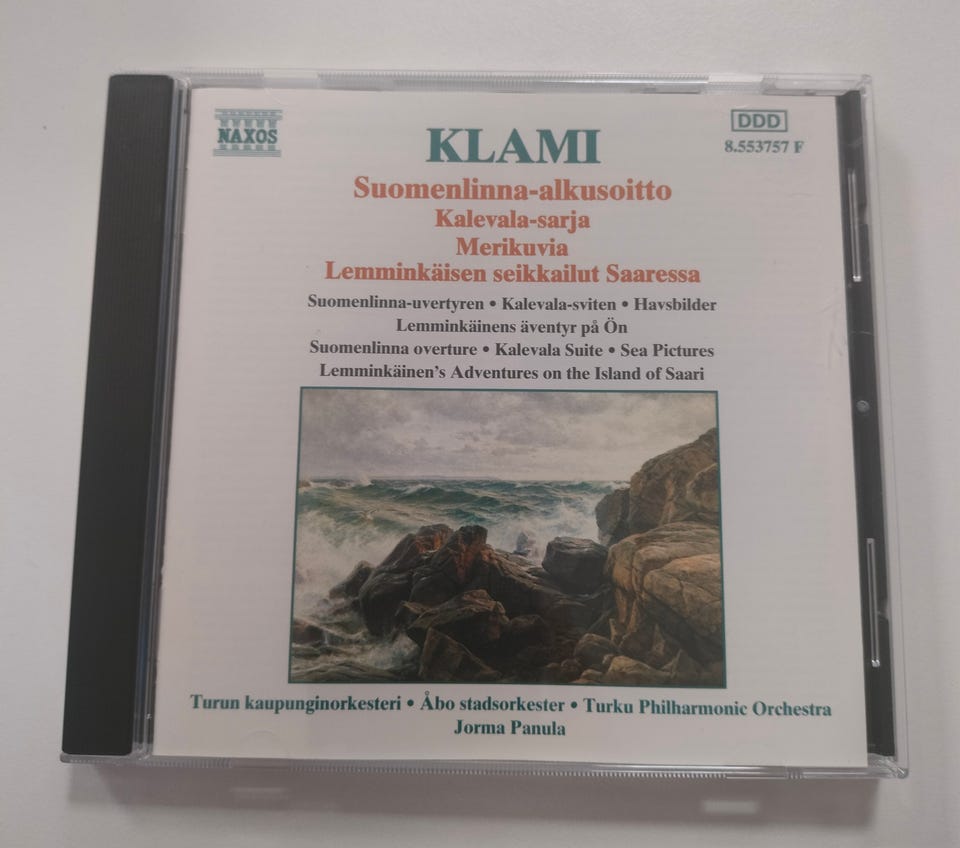 NAXOS
DDD
8.553757 F
KLAMI
Suomenlinna-alkusoitto
Kalevala-sarja
Merikuvia
Lemminkäisen seikkailut Saaressa
Suomenlinna-uvertyren • Kalevala-sviten • Havsbilder
Lemminkäinens äventyr på Ön
Suomenlinna overture • Kalevala Suite • Sea Pictures
Lemminkäinen's Adventures on the Island of Saari
Turun kaupunginorkesteri • Åbo stadsorkester • Turku Philharmonic Orchestra
Jorma Panula